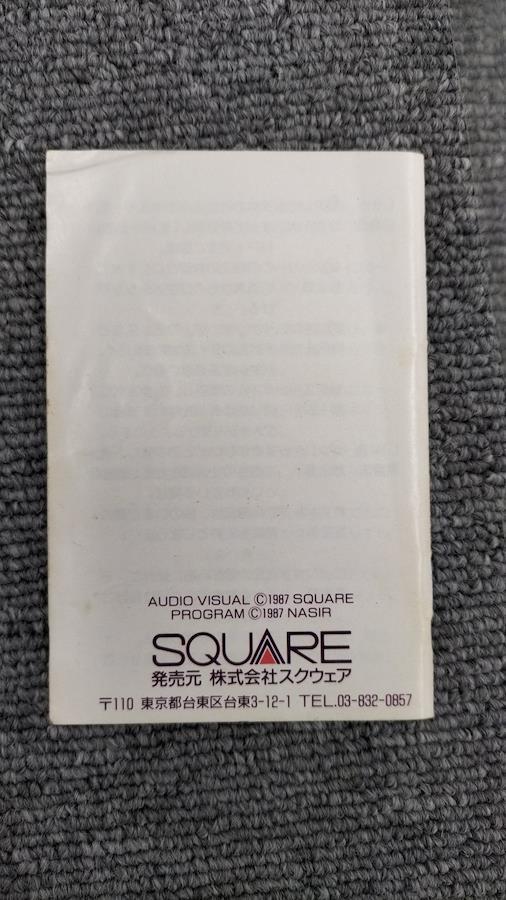 AUDIO VISUAL ©1987 SQUARE
PROGRAM ©1987 NASIR
SQUARE
発売元 株式会社スクウェア
〒110 東京都台東区台東3-12-1 TEL.03-832-0857